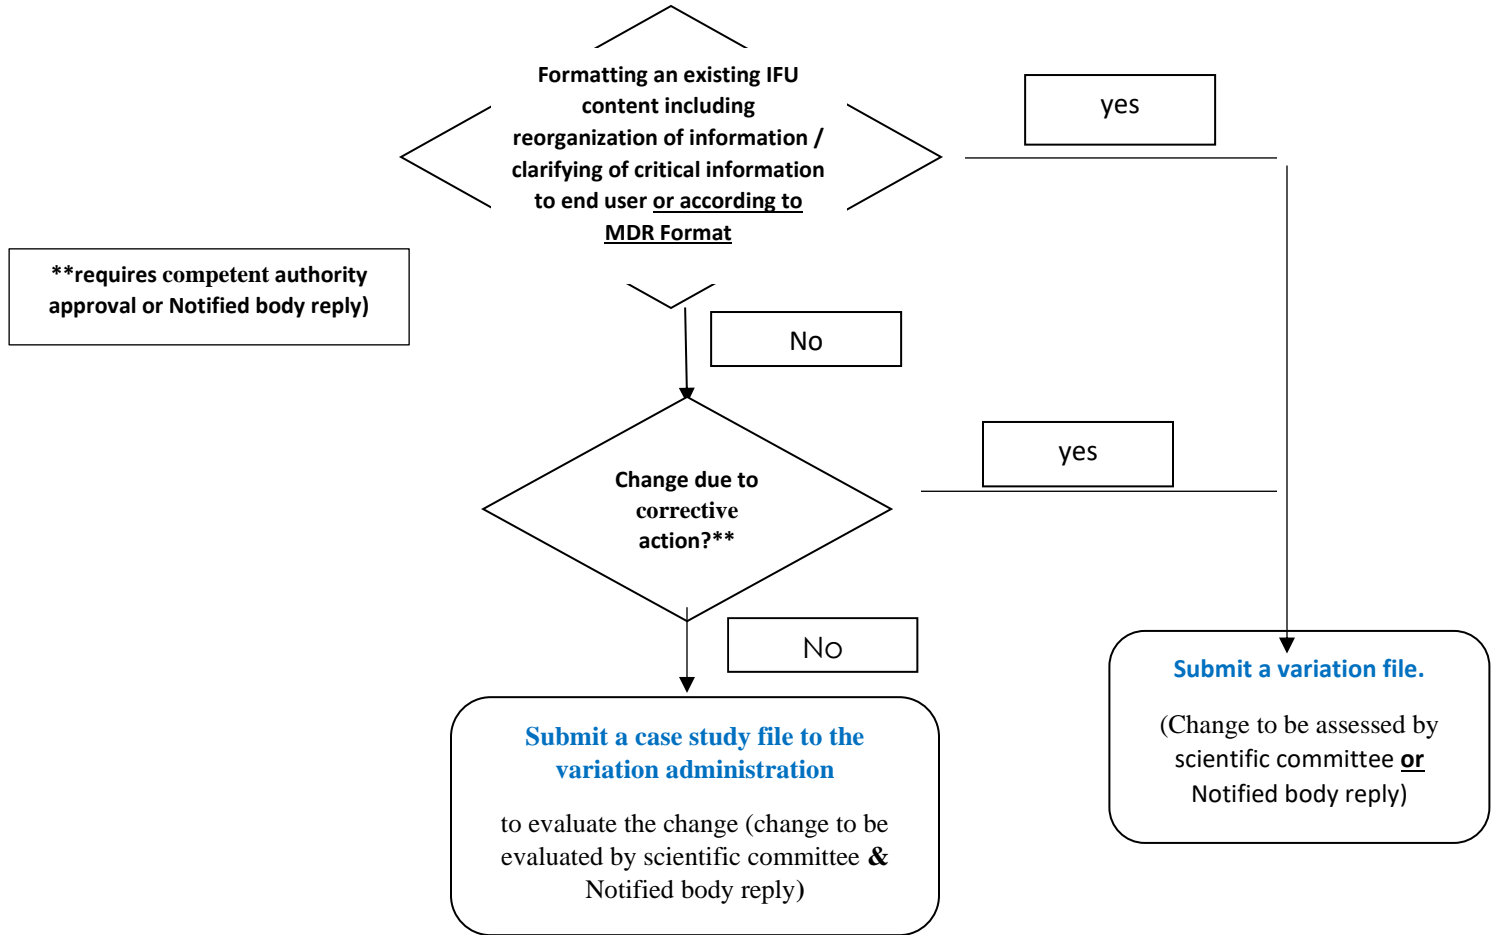 Formatting an existing IFU
content including
reorganization of information /
clarifying of critical information
to end user or according to
MDR Format
yes
**requires competent authority
approval or Notified body reply)
No
Change due to
corrective
action?**
yes
No
Submit a case study file to the
variation administration
to evaluate the change (change to be
evaluated by scientific committee &
Notified body reply)
Submit a variation file.
(Change to be assessed by
scientific committee or
Notified body reply)